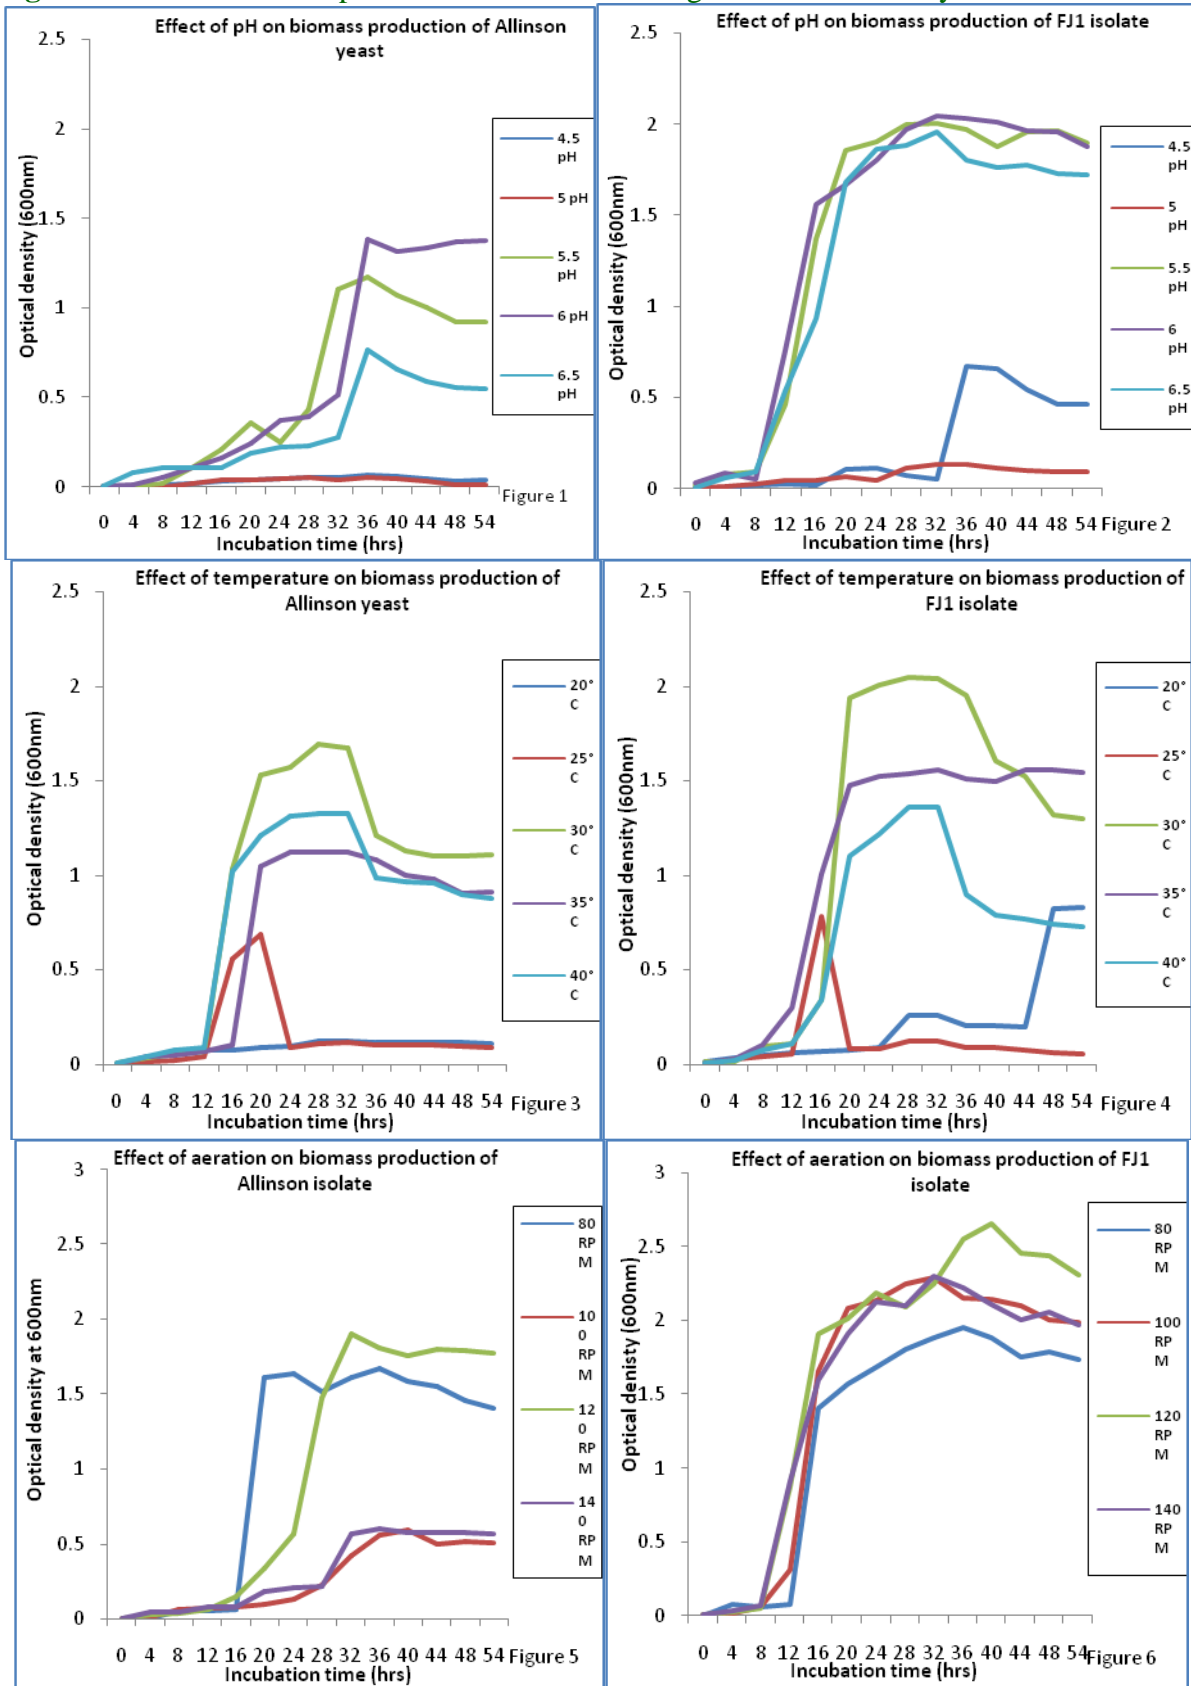 Effect of pH on biomass production of Allinson
yeast
2.5
2
1.5
1
0.5
0
Optical density (600nm)
4.5
pH
5 pH
5.5
pH
6 pH
6.5
pH
0 4 8 12 16 20 24 28 32 36 40 44 48 54
Figure 1
Incubation time (hrs)
Effect of pH on biomass production of FJ1 isolate
2.5
2
1.5
1
0.5
0
Optical density (600nm)
4.5
pH
5
pH
5.5
pH
6
pH
6.5
pH
0 4 8 12 16 20 24 28 32 36 40 44 48 54
Figure 2
Incubation time (hrs)
Effect of temperature on biomass production of
Allinson yeast
2.5
2
1.5
1
0.5
0
Optical density (600nm)
20°
C
25°
C
30°
C
35°
C
40°
C
0 4 8 12 16 20 24 28 32 36 40 44 48 54
Figure 3
Incubation time (hrs)
Effect of temperature on biomass production of
FJ1 isolate
2.5
2
1.5
1
0.5
0
Optical density (600nm)
20°
C
25°
C
30°
C
35°
C
40°
C
0 4 8 12 16 20 24 28 32 36 40 44 48 54
Figure 4
Incubation time (hrs)
Effect of aeration on biomass production of
Allinson isolate
3
2.5
2
1.5
1
0.5
0
Optical density at 600nm
80
RP
M
10
0
RP
M
12
0
RP
M
14
0
RP
M
0 4 8 12 16 20 24 28 32 36 40 44 48 54
Figure 5
Incubation time (hrs)
Effect of aeration on biomass production of FJ1
isolate
3
2.5
2
1.5
1
0.5
0
Optical denisty (600nm)
80
RP
M
100
RP
M
120
RP
M
140
RP
M
0 4 8 12 16 20 24 28 32 36 40 44 48 54
Figure 6
Incubation time (hrs)